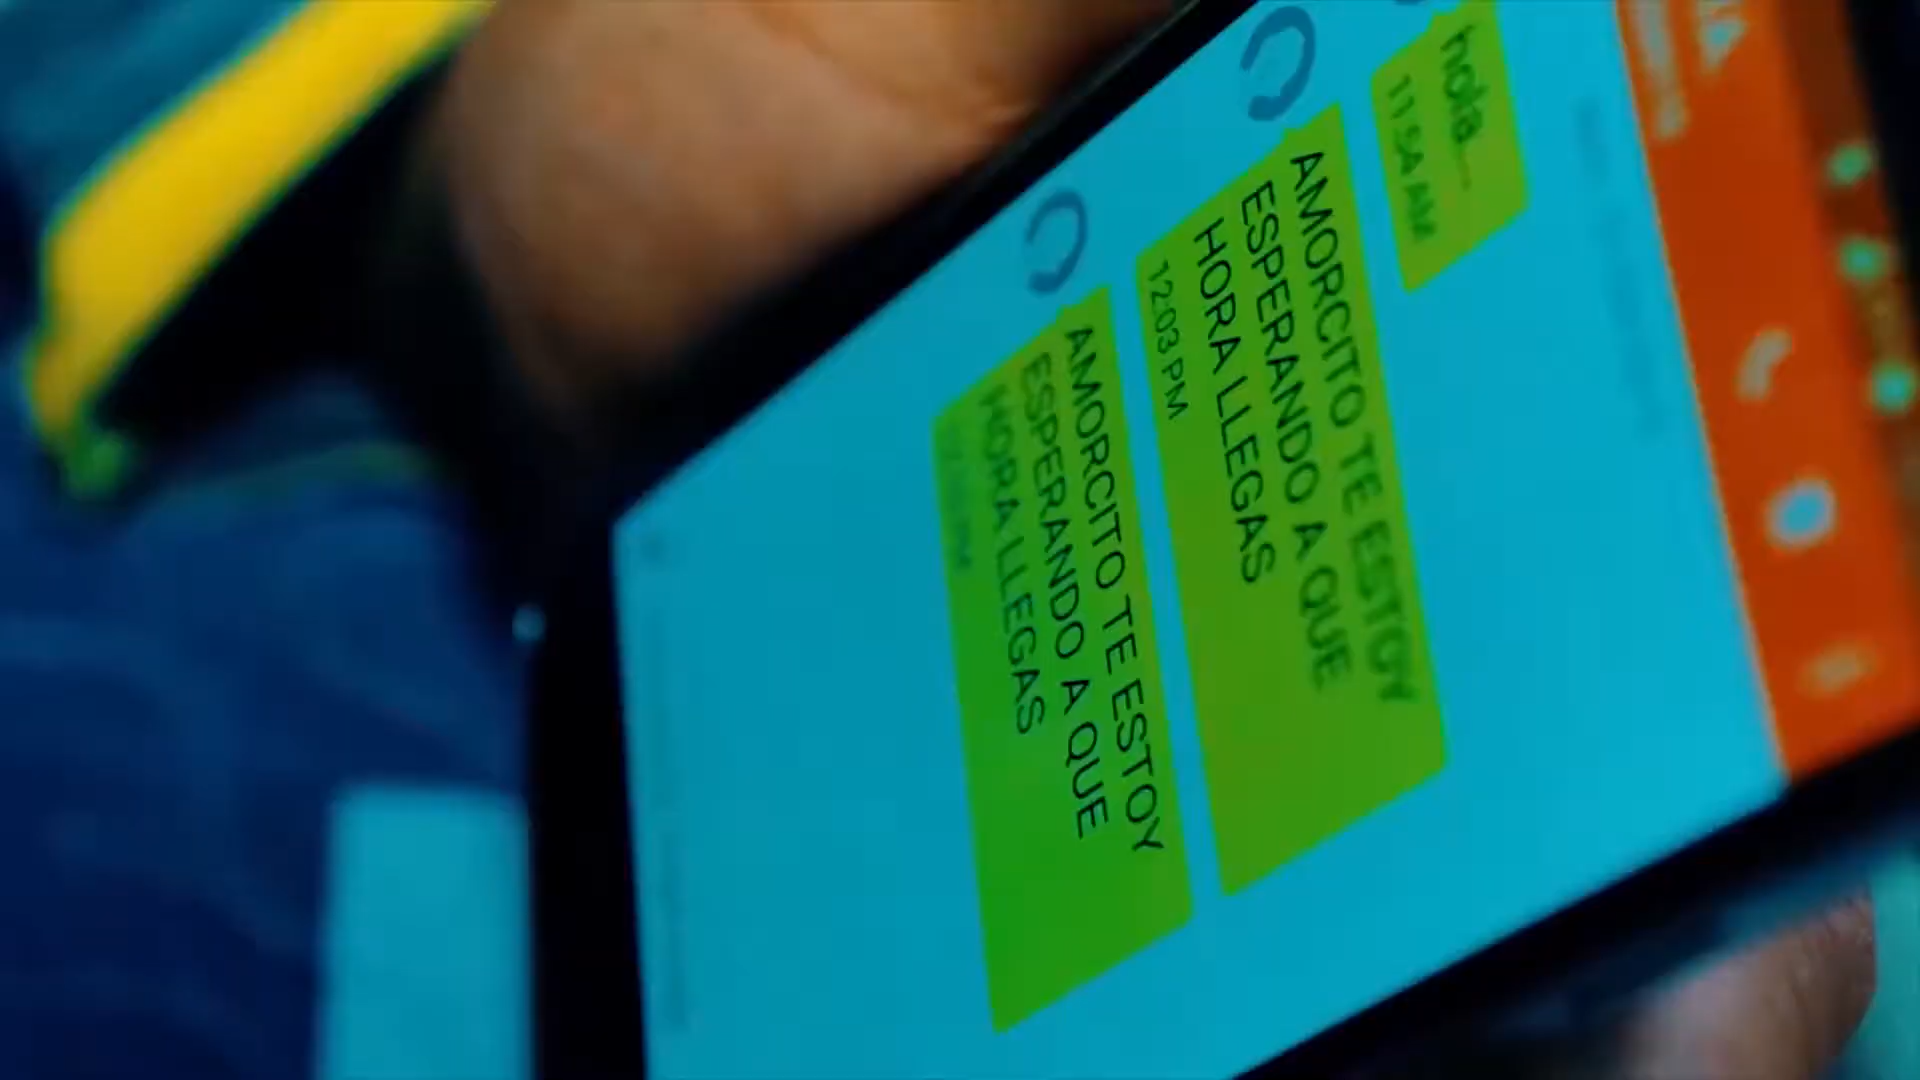 hola....
11:54 AM
AMORCITO TE ESTOY
ESPERANDO A QUE
HORA LLEGAS
12:03 PM
AMORCITO TE ESTOY
ESPERANDO A QUE
HORA LLEGAS